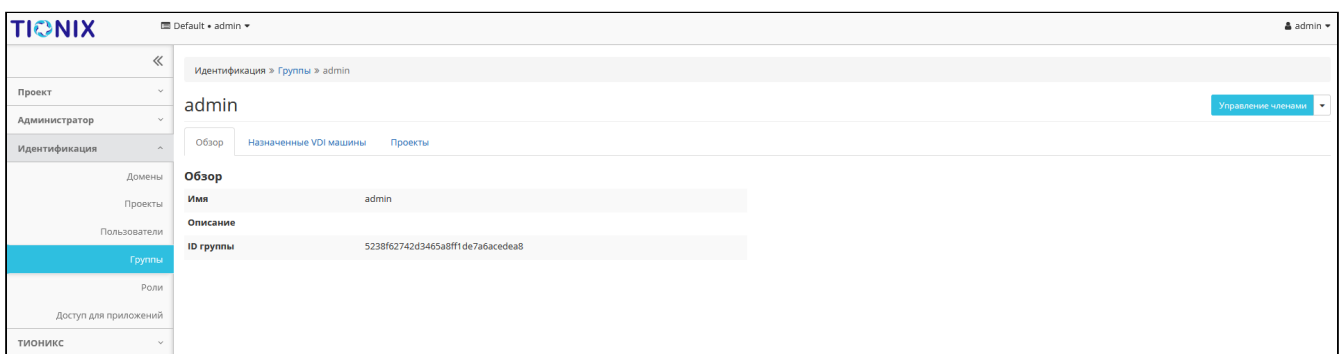 TIONIX
Default • admin
admin
Идентификация » Группы » admin
Проект
Администратор
Идентификация
Домены
Проекты
Пользователи
Группы
Роли
Доступ для приложений
ТИОНИКС
admin
Управление членами
Обзор Назначенные VDI машины Проекты
Обзор
Имя admin
Описание
ID группы 5238f62742d3465a8ff1de7a6acedea8